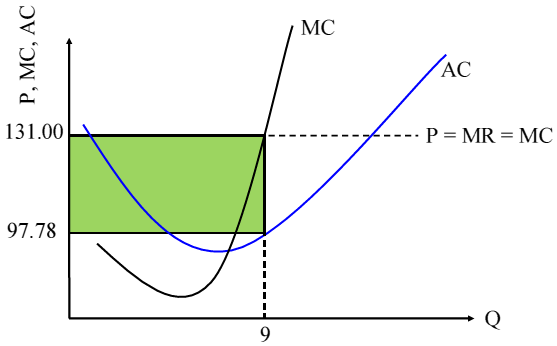 P, MC, AC
MC
AC
131.00
P = MR = MC
97.78
Q
9